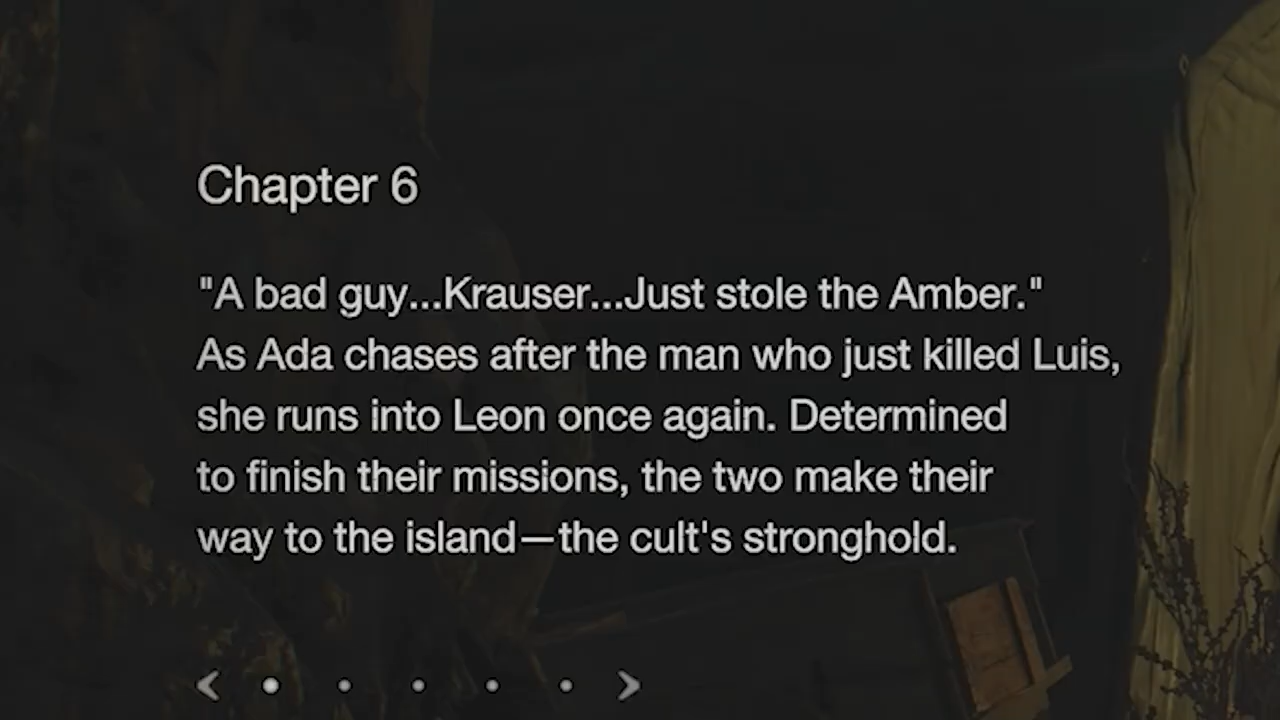 Chapter 6
"A bad guy...Krauser...Just stole the Amber."
As Ada chases after the man who just killed Luis,
she runs into Leon once again. Determined
to finish their missions, the two make their
way to the island—the cult's stronghold.